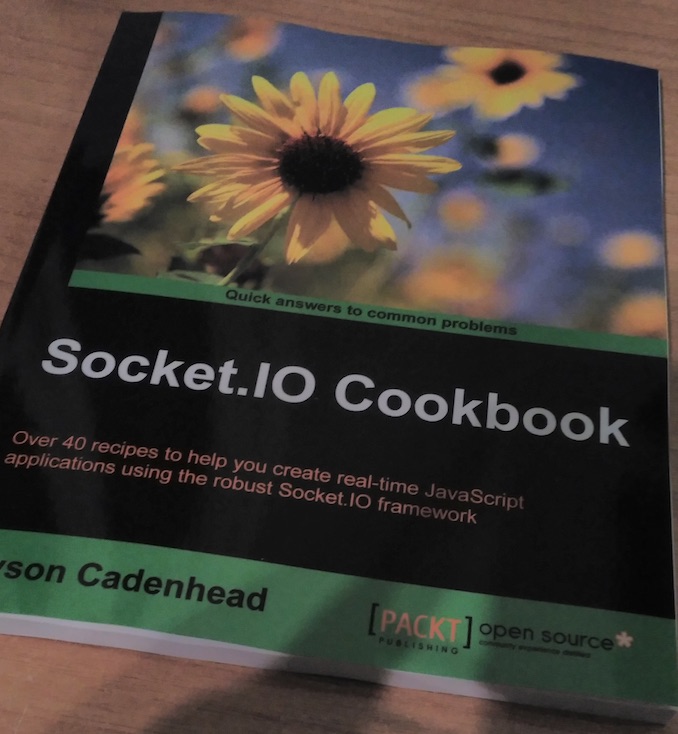 Quick answers to common problems
Socket.IO Cookbook
Over 40 recipes to help you create real-time JavaScript
applications using the robust Socket.IO framework
Cadenhead
[PACKT] open source*
PUBLISHING